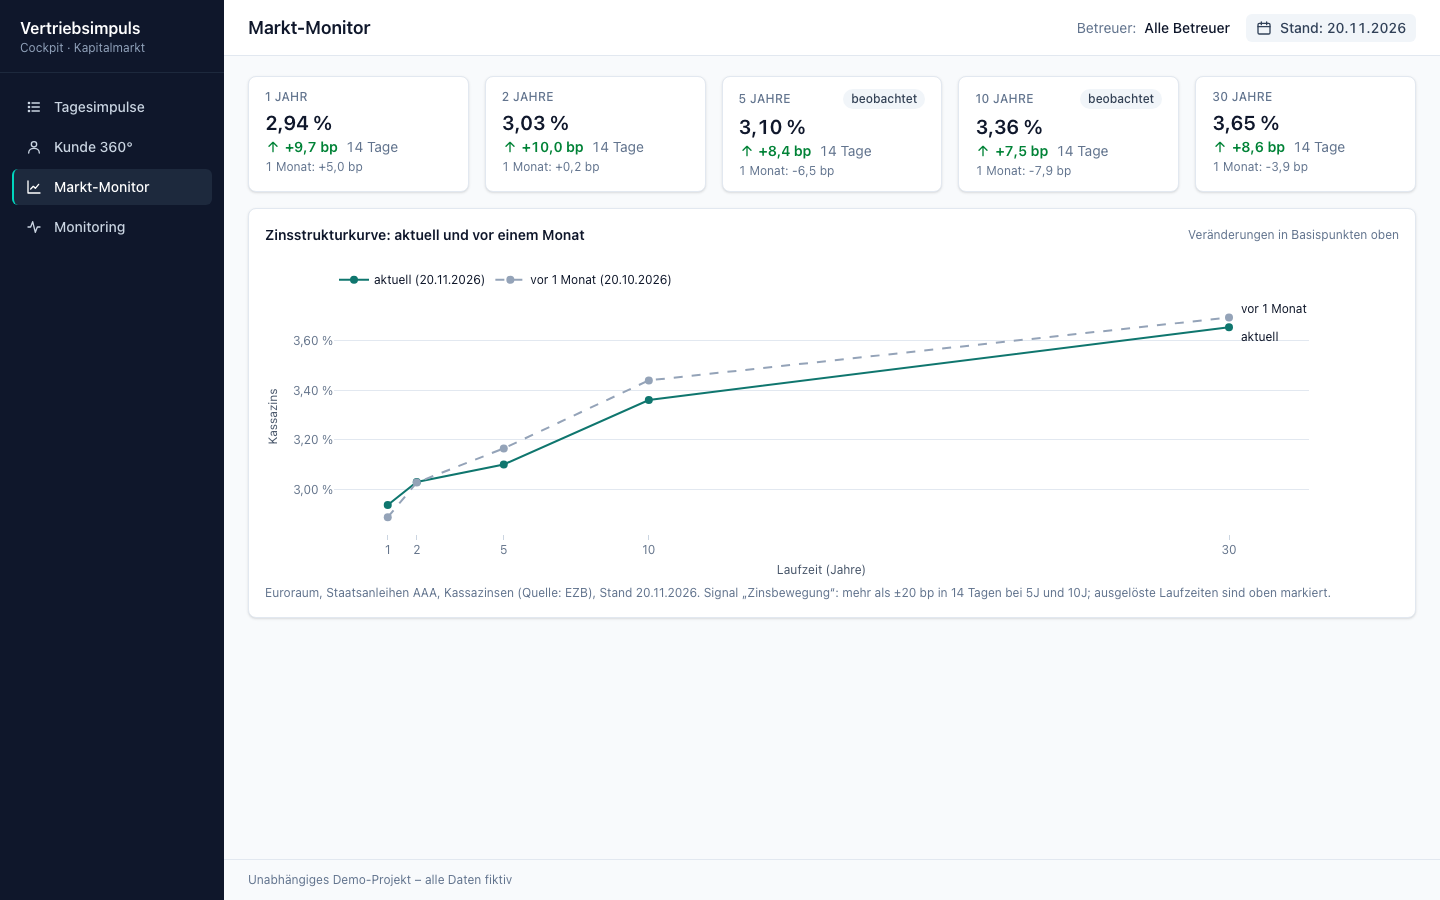 Vertriebsimpuls
Cockpit · Kapitalmarkt
Tagesimpulse
Kunde 360°
Markt-Monitor
Monitoring
Markt-Monitor
Betreuer: Alle Betreuer
Stand: 20.11.2026
1 JAHR
2,94 %
↑ +9,7 bp 14 Tage
1 Monat: +5,0 bp
2 JAHRE
3,03 %
↑ +10,0 bp 14 Tage
1 Monat: +0,2 bp
5 JAHRE beobachtet
3,10 %
↑ +8,4 bp 14 Tage
1 Monat: -6,5 bp
10 JAHRE beobachtet
3,36 %
↑ +7,5 bp 14 Tage
1 Monat: -7,9 bp
30 JAHRE
3,65 %
↑ +8,6 bp 14 Tage
1 Monat: -3,9 bp
Zinsstrukturkurve: aktuell und vor einem Monat
Veränderungen in Basispunkten oben
aktuell (20.11.2026) vor 1 Monat (20.10.2026)
vor 1 Monat
aktuell
3,60 %
3,40 %
3,20 %
3,00 %
Kassazins
1 2 5 10 30
Laufzeit (Jahre)
Euroraum, Staatsanleihen AAA, Kassazinsen (Quelle: EZB), Stand 20.11.2026. Signal „Zinsbewegung“: mehr als ±20 bp in 14 Tagen bei 5J und 10J; ausgelöste Laufzeiten sind oben markiert.
Unabhängiges Demo-Projekt – alle Daten fiktiv